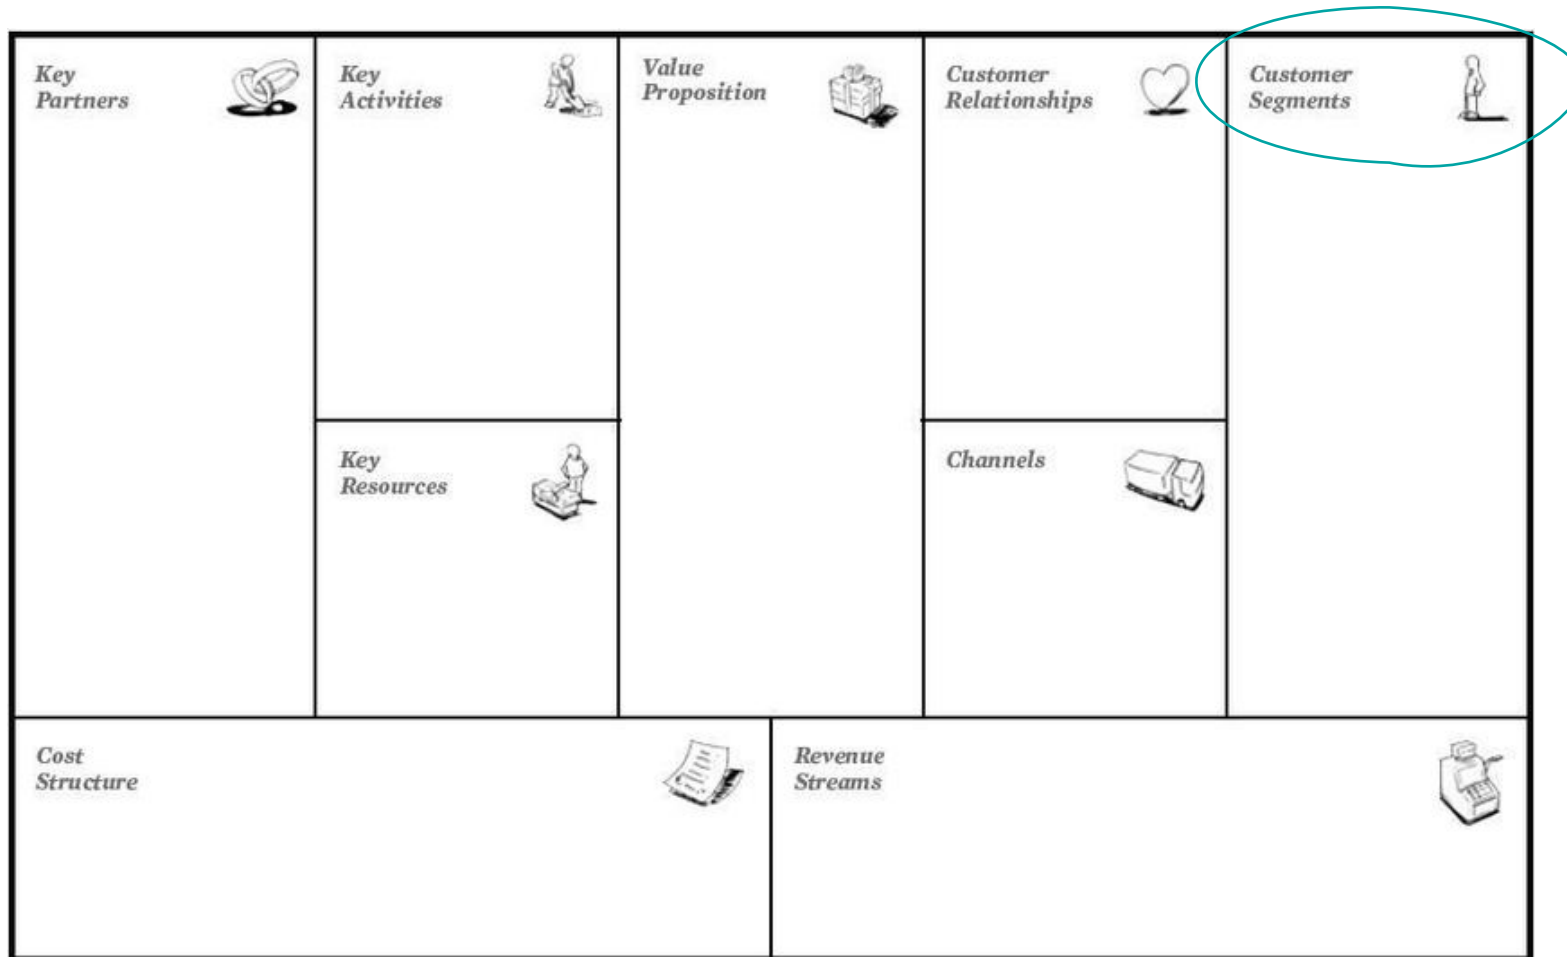 Key
Partners
Key
Activities
Value
Proposition
Customer
Relationships
Customer
Segments
Key
Resources
Channels
Cost
Structure
Revenue
Streams